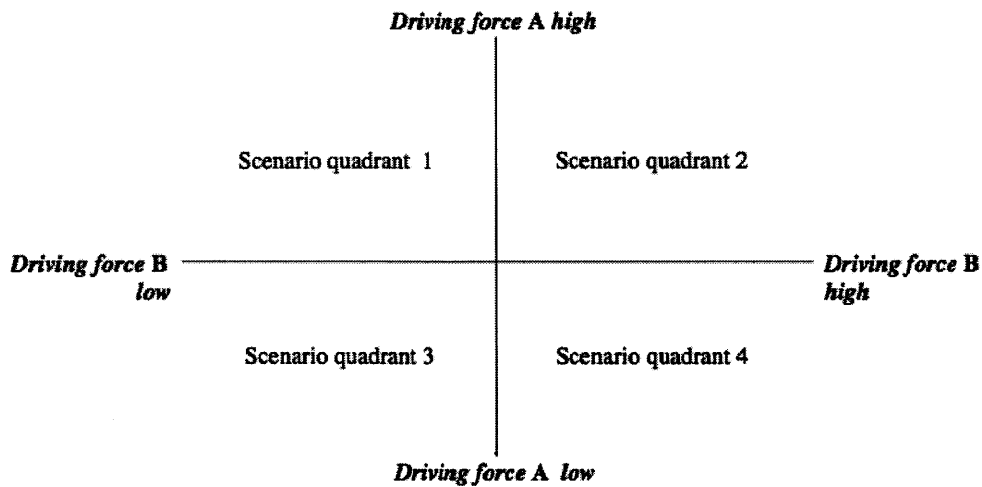 Driving force A high
Scenario quadrant 1
Scenario quadrant 2
Driving force B
low
Driving force B
high
Scenario quadrant 3
Scenario quadrant 4
Driving force A low